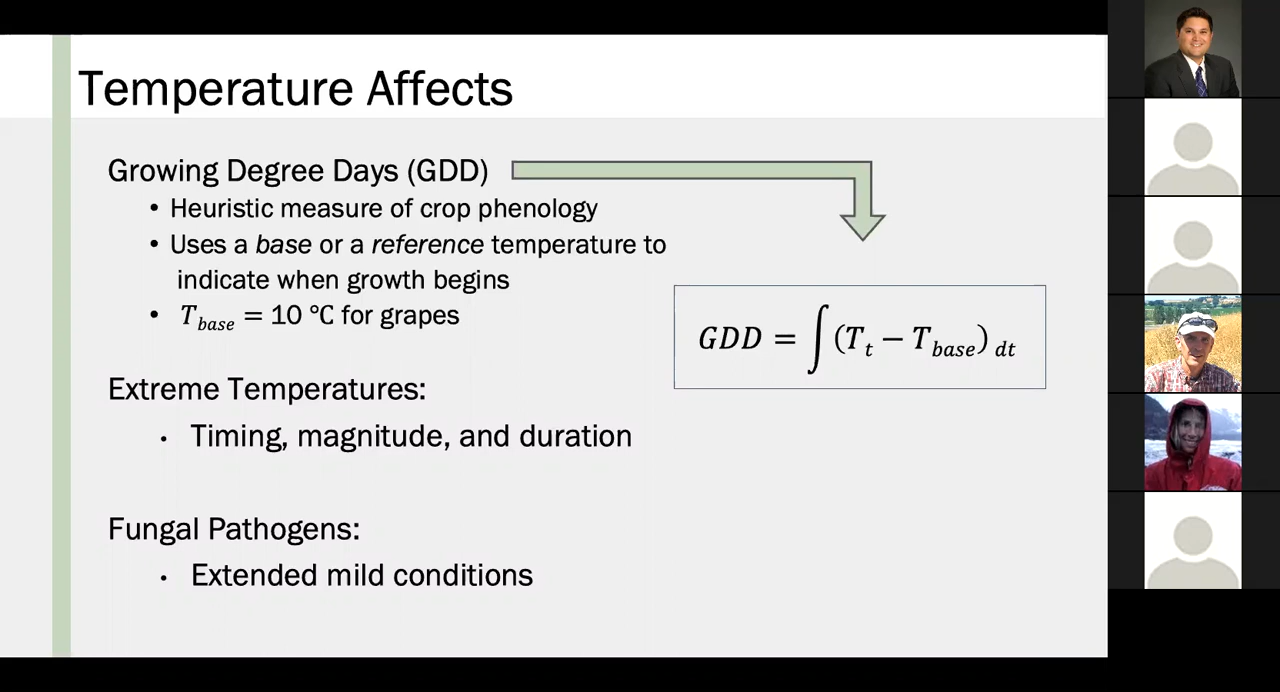 Temperature Affects
Growing Degree Days (GDD)
• Heuristic measure of crop phenology
• Uses a base or a reference temperature to
indicate when growth begins
• T_base = 10 °C for grapes
GDD = ∫(T_t − T_base) dt
Extreme Temperatures:
• Timing, magnitude, and duration
Fungal Pathogens:
• Extended mild conditions